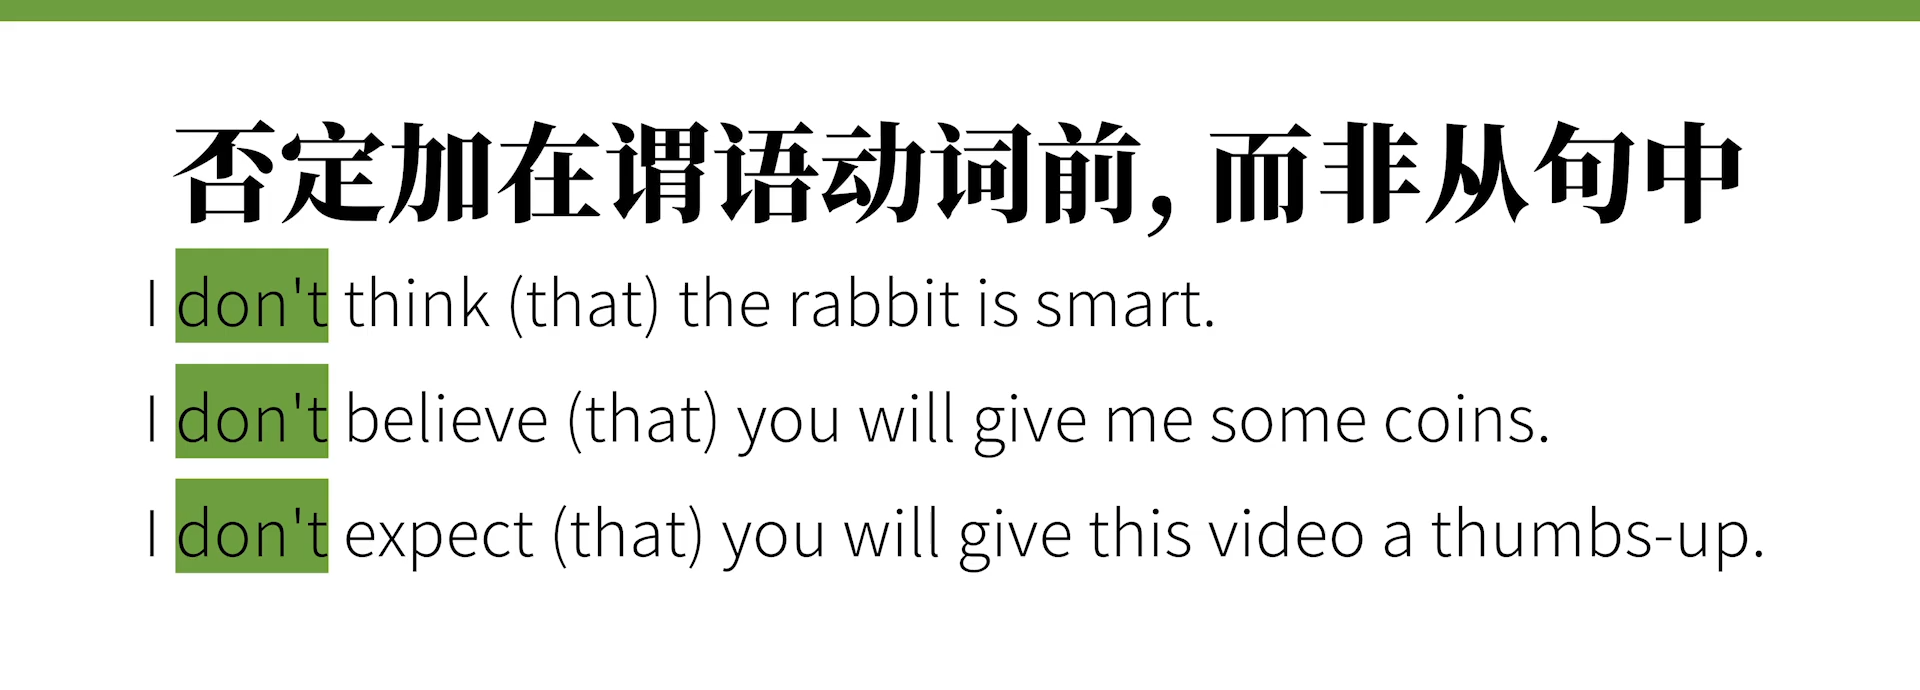 否定加在谓语动词前，而非从句中
I don't think (that) the rabbit is smart.
I don't believe (that) you will give me some coins.
I don't expect (that) you will give this video a thumbs-up.